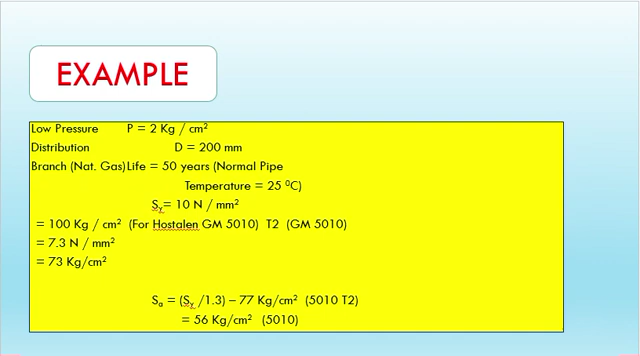 EXAMPLE
Low Pressure P = 2 Kg / cm²
Distribution D = 200 mm
Branch (Nat. Gas)Life = 50 years (Normal Pipe
Temperature = 25 ⁰C)
Sᵧ= 10 N / mm²
= 100 Kg / cm² (For Hostalen GM 5010) T2 (GM 5010)
= 7.3 N / mm²
= 73 Kg/cm²
Sₐ = (Sᵧ /1.3) – 77 Kg/cm² (5010 T2)
= 56 Kg/cm² (5010)